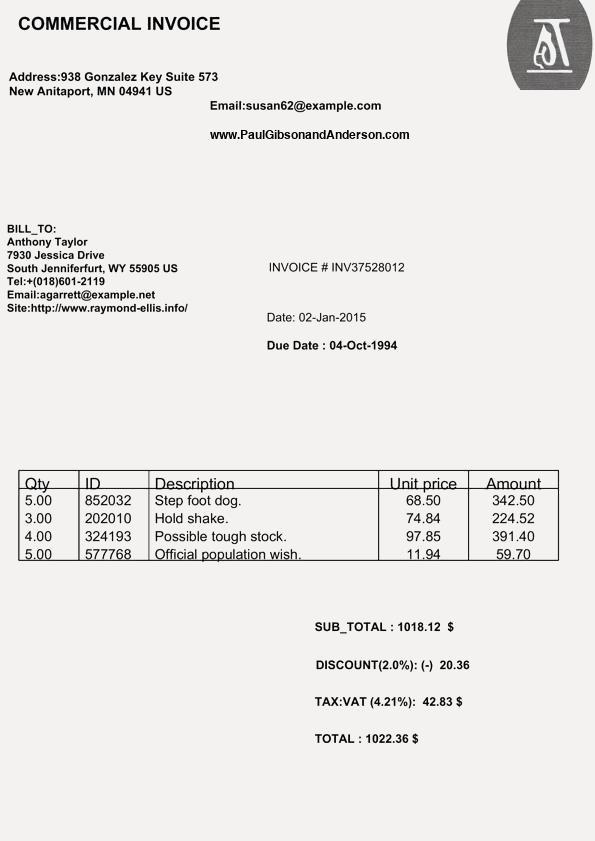 COMMERCIAL INVOICE
Address:938 Gonzalez Key Suite 573
New Anitaport, MN 04941 US
Email:susan62@example.com
www.PaulGibsonandAnderson.com
BILL_TO:
Anthony Taylor
7930 Jessica Drive
South Jenniferfurt, WY 55905 US
Tel:+(018)601-2119
Email:agarrett@example.net
Site:http://www.raymond-ellis.info/
INVOICE # INV37528012
Date: 02-Jan-2015
Due Date : 04-Oct-1994
Qty ID Description Unit price Amount
5.00 852032 Step foot dog. 68.50 342.50
3.00 202010 Hold shake. 74.84 224.52
4.00 324193 Possible tough stock. 97.85 391.40
5.00 577768 Official population wish. 11.94 59.70
SUB_TOTAL : 1018.12 $
DISCOUNT(2.0%): (-) 20.36
TAX:VAT (4.21%): 42.83 $
TOTAL : 1022.36 $